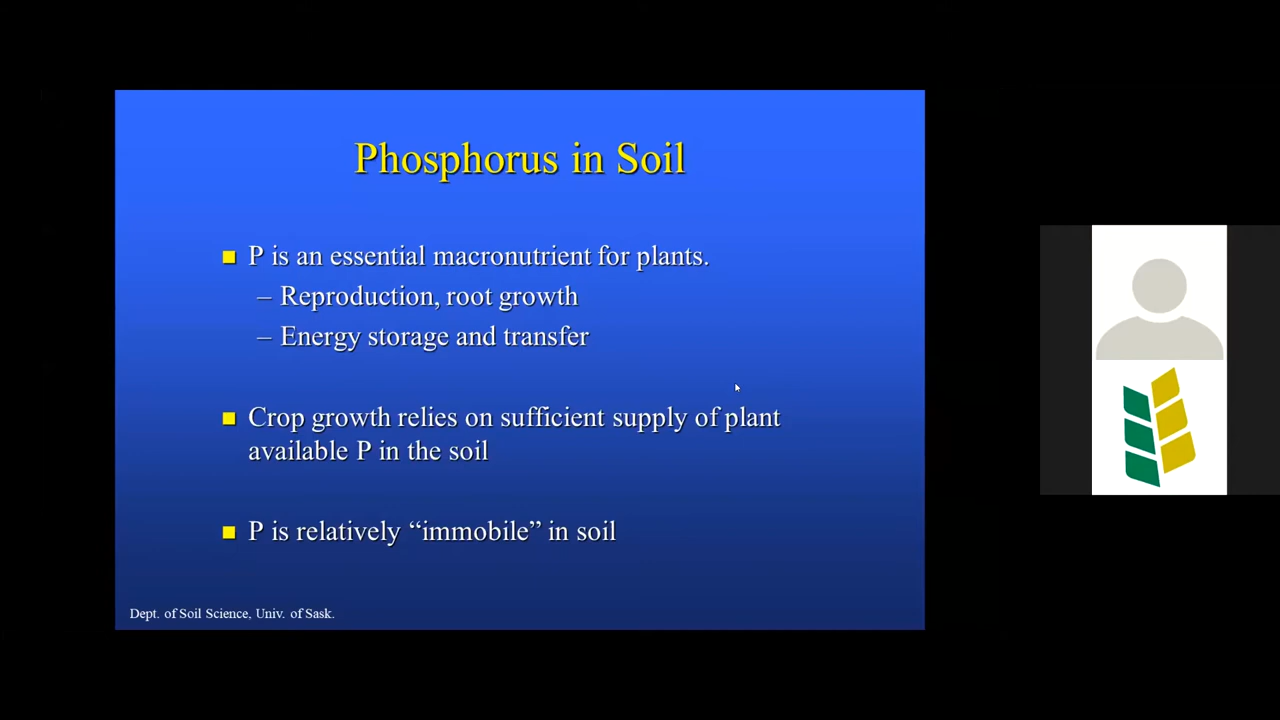 Phosphorus in Soil
P is an essential macronutrient for plants.
– Reproduction, root growth
– Energy storage and transfer
Crop growth relies on sufficient supply of plant
available P in the soil
P is relatively “immobile” in soil
Dept. of Soil Science, Univ. of Sask.